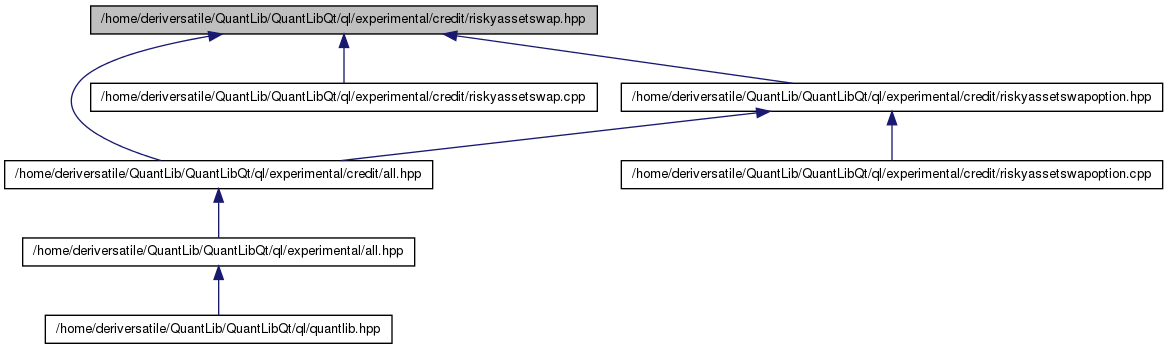 /home/deriversatile/QuantLib/QuantLibQt/ql/experimental/credit/riskyassetswap.hpp
/home/deriversatile/QuantLib/QuantLibQt/ql/experimental/credit/riskyassetswap.cpp
/home/deriversatile/QuantLib/QuantLibQt/ql/experimental/credit/riskyassetswapoption.hpp
/home/deriversatile/QuantLib/QuantLibQt/ql/experimental/credit/all.hpp
/home/deriversatile/QuantLib/QuantLibQt/ql/experimental/credit/riskyassetswapoption.cpp
/home/deriversatile/QuantLib/QuantLibQt/ql/experimental/all.hpp
/home/deriversatile/QuantLib/QuantLibQt/ql/quantlib.hpp